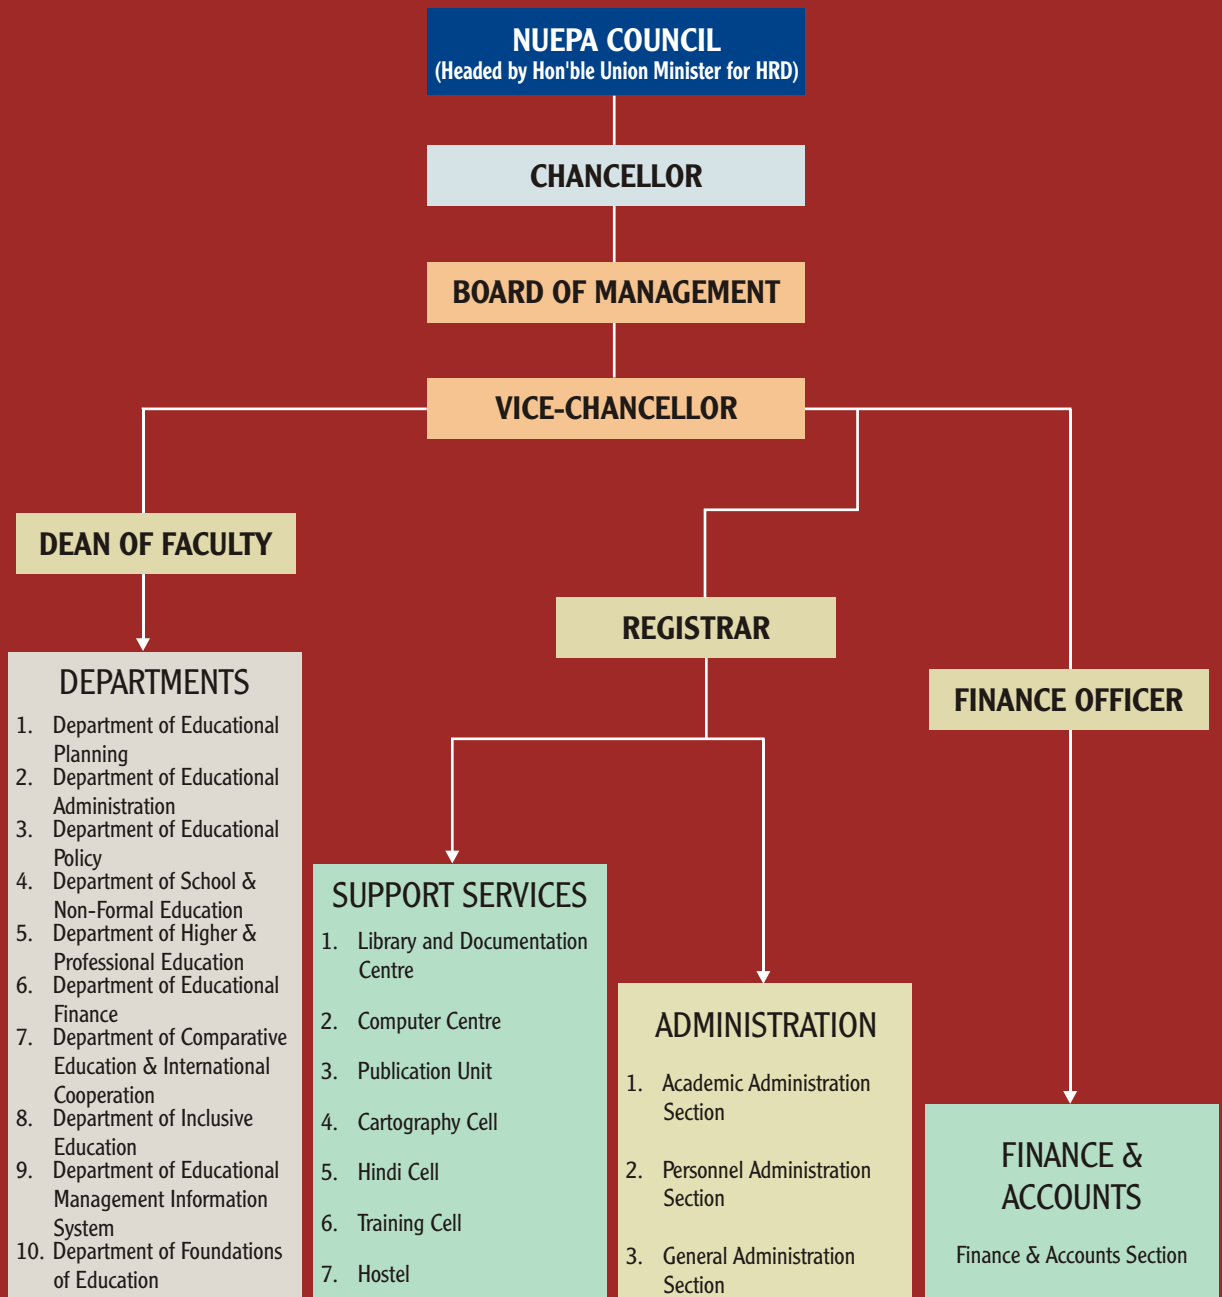 NUEPA COUNCIL
(Headed by Hon'ble Union Minister for HRD)
CHANCELLOR
BOARD OF MANAGEMENT
VICE-CHANCELLOR
DEAN OF FACULTY
REGISTRAR
FINANCE OFFICER
DEPARTMENTS
1. Department of Educational
Planning
2. Department of Educational
Administration
3. Department of Educational
Policy
4. Department of School &
Non-Formal Education
5. Department of Higher &
Professional Education
6. Department of Educational
Finance
7. Department of Comparative
Education & International
Cooperation
8. Department of Inclusive
Education
9. Department of Educational
Management Information
System
10. Department of Foundations
of Education
SUPPORT SERVICES
1. Library and Documentation
Centre
2. Computer Centre
3. Publication Unit
4. Cartography Cell
5. Hindi Cell
6. Training Cell
7. Hostel
ADMINISTRATION
1. Academic Administration
Section
2. Personnel Administration
Section
3. General Administration
Section
FINANCE &
ACCOUNTS
Finance & Accounts Section